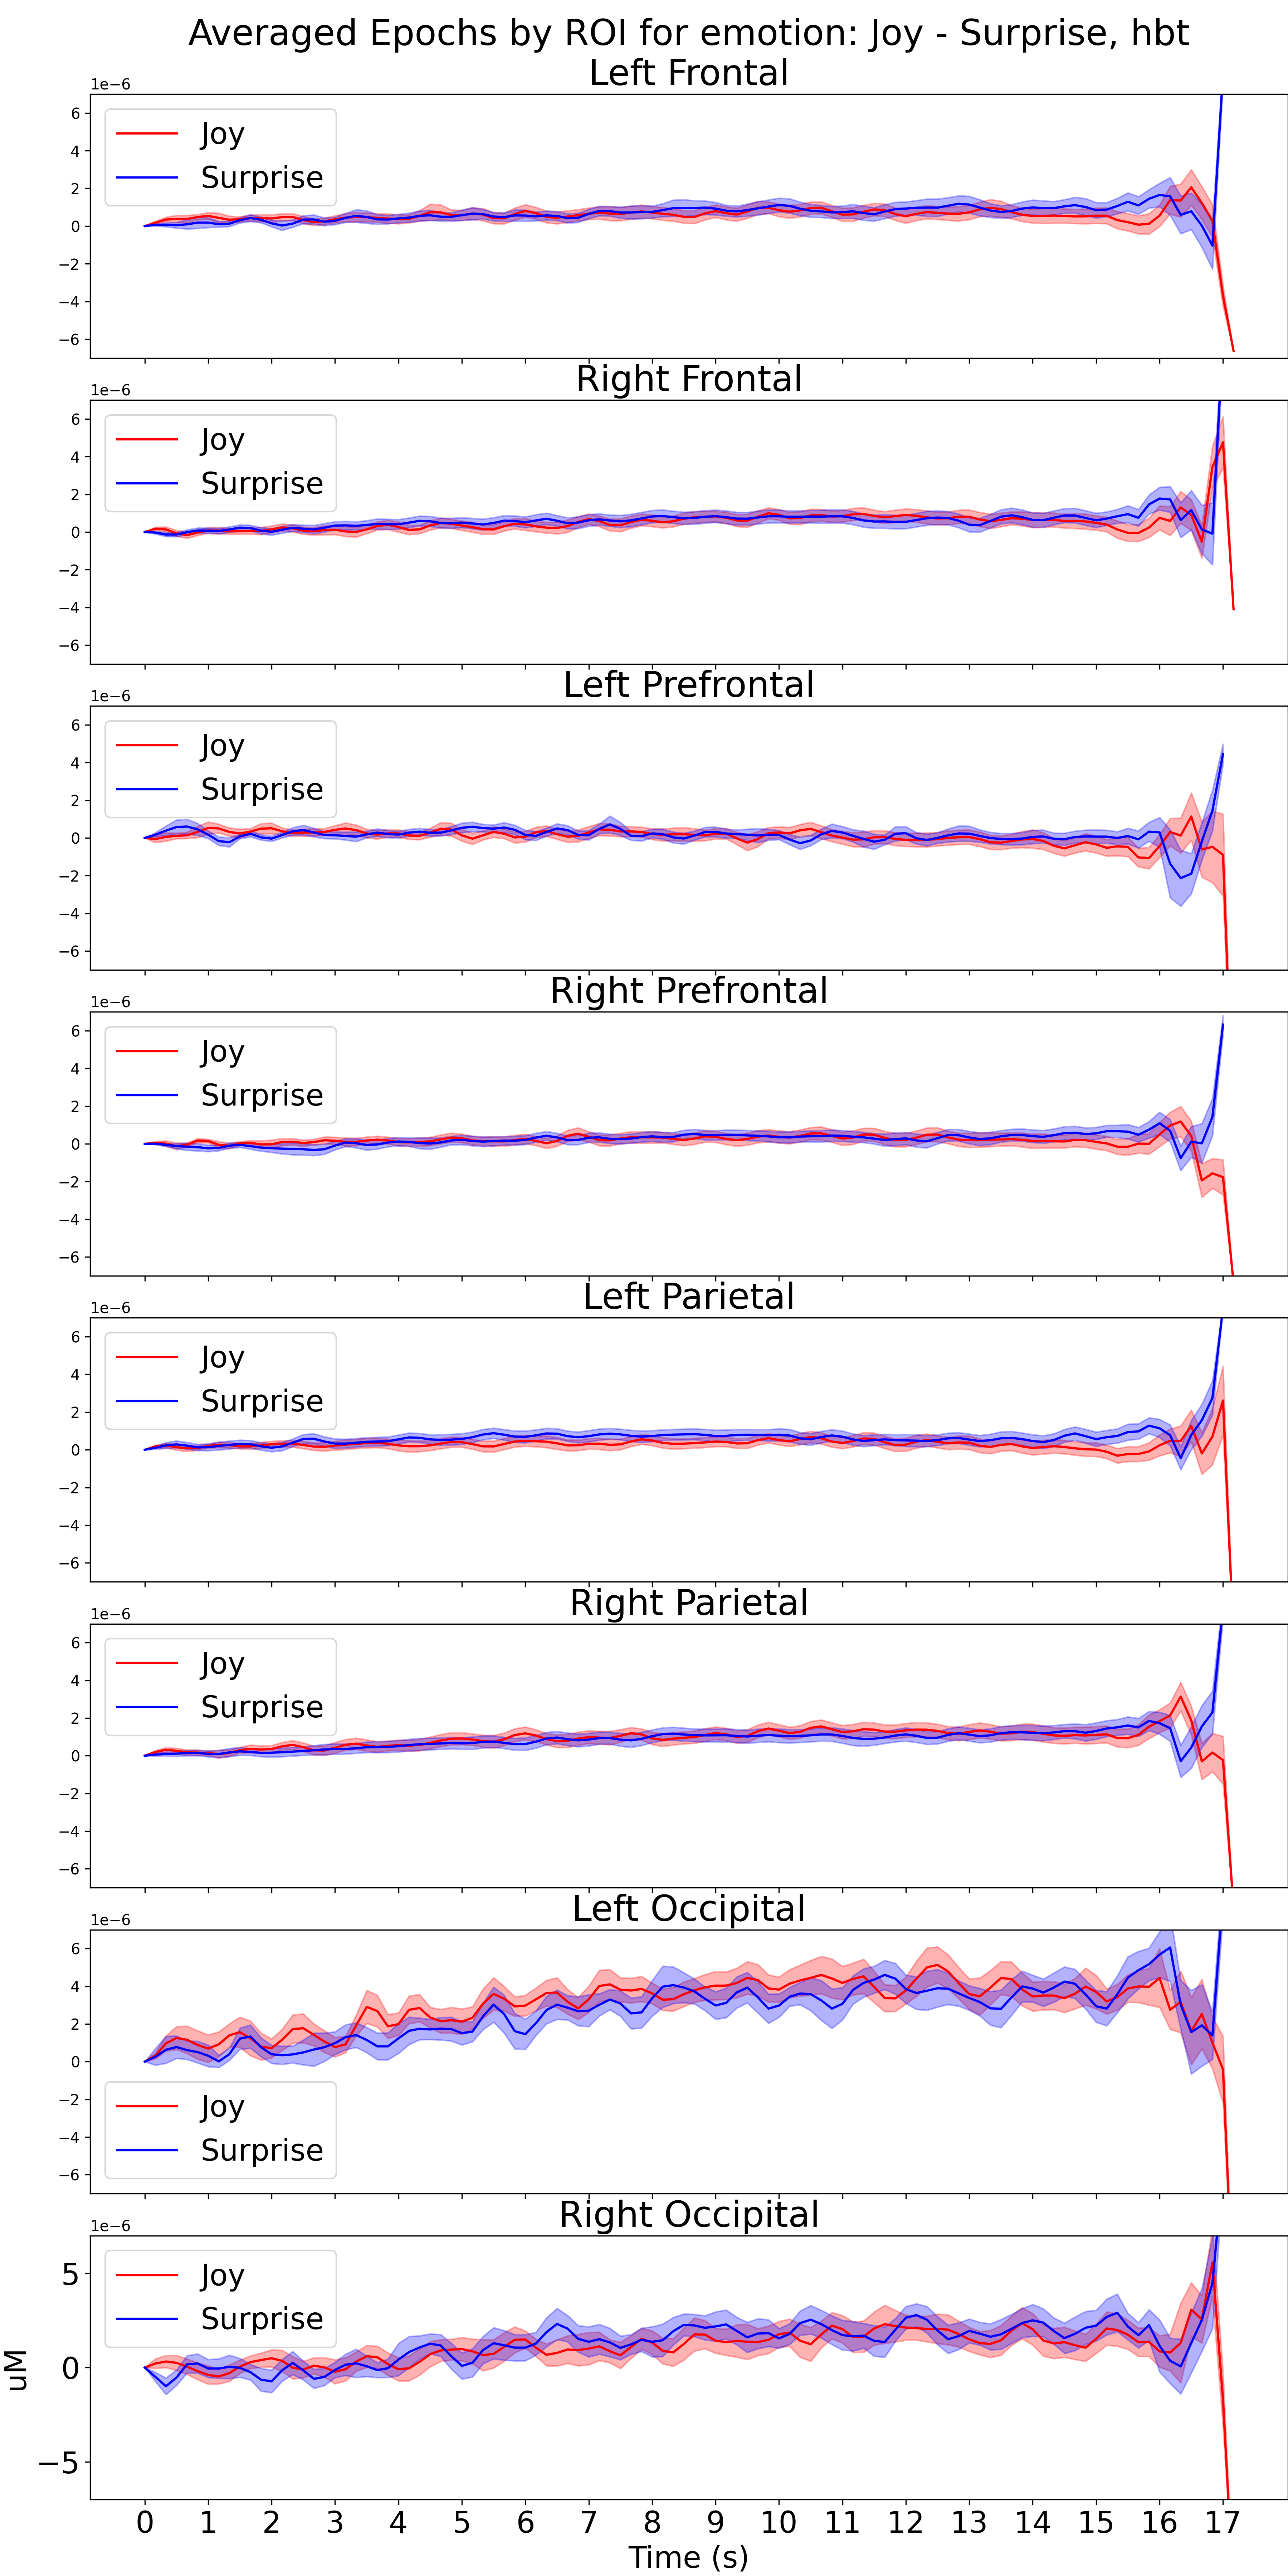 Averaged Epochs by ROI for emotion: Joy - Surprise, hbt
Left Frontal
1e−6
Joy
Surprise
6
4
2
0
−2
−4
−6
Right Frontal
1e−6
Joy
Surprise
6
4
2
0
−2
−4
−6
Left Prefrontal
1e−6
Joy
Surprise
6
4
2
0
−2
−4
−6
Right Prefrontal
1e−6
Joy
Surprise
6
4
2
0
−2
−4
−6
Left Parietal
1e−6
Joy
Surprise
6
4
2
0
−2
−4
−6
Right Parietal
1e−6
Joy
Surprise
6
4
2
0
−2
−4
−6
Left Occipital
1e−6
6
4
2
0
−2
−4
−6
Joy
Surprise
Right Occipital
1e−6
Joy
Surprise
5
0
−5
uM
0 1 2 3 4 5 6 7 8 9 10 11 12 13 14 15 16 17
Time (s)